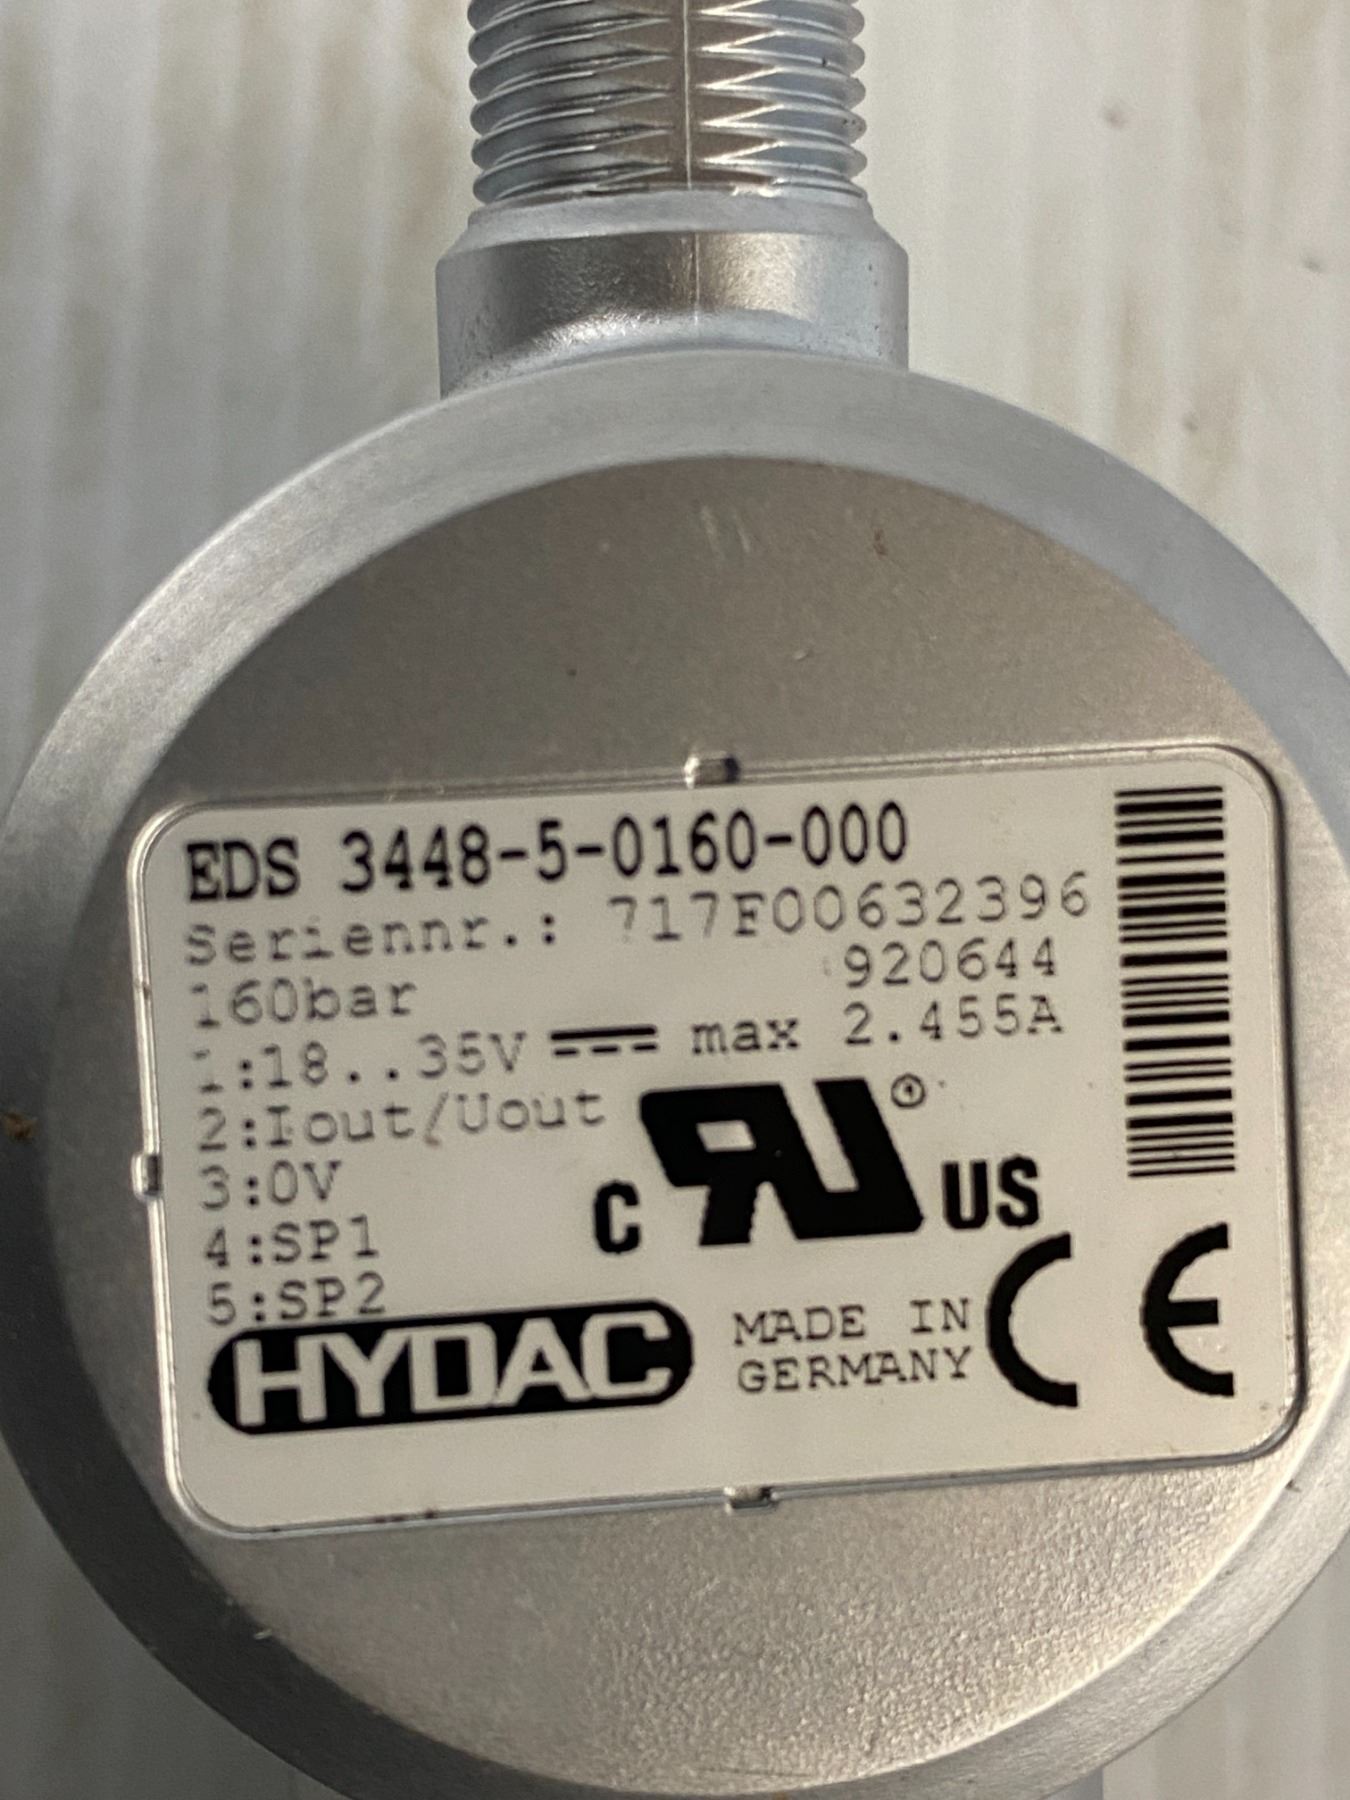 EDS 3448-5-0160-000
Seriennr.: 717F00632396
160bar 920644
1:18..35V max 2.455A
2:Iout/Uout
3:0V
4:SP1
5:SP2
c RU ® US
HYDAC
MADE IN
GERMANY
CE